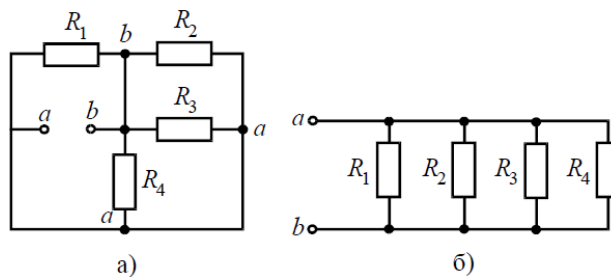 R1 b R2
a b R3 a
a R4
а)
a
R1 R2 R3 R4
b
б)